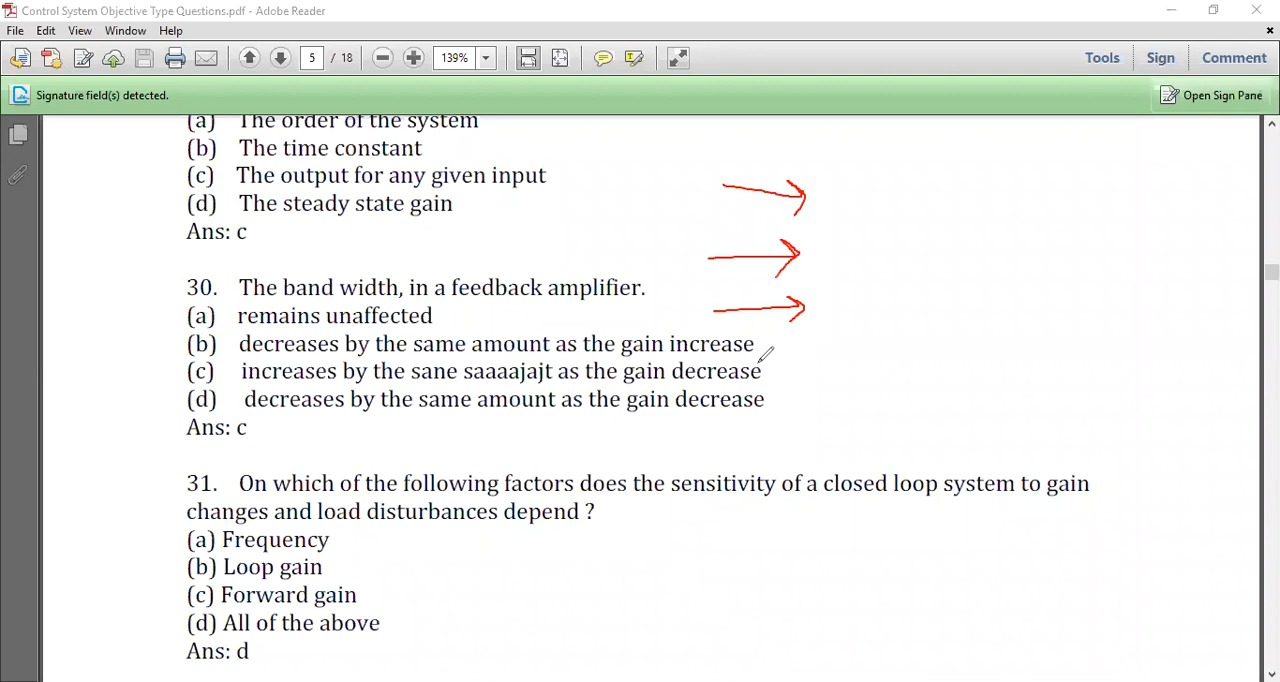 Control System Objective Type Questions.pdf - Adobe Reader
File Edit View Window Help
5 / 18 139% Tools Sign Comment
Signature field(s) detected. Open Sign Pane
(a) The order of the system
(b) The time constant
(c) The output for any given input
(d) The steady state gain
Ans: c
30. The band width, in a feedback amplifier.
(a) remains unaffected
(b) decreases by the same amount as the gain increase
(c) increases by the sane saaaajajt as the gain decrease
(d) decreases by the same amount as the gain decrease
Ans: c
31. On which of the following factors does the sensitivity of a closed loop system to gain
changes and load disturbances depend ?
(a) Frequency
(b) Loop gain
(c) Forward gain
(d) All of the above
Ans: d